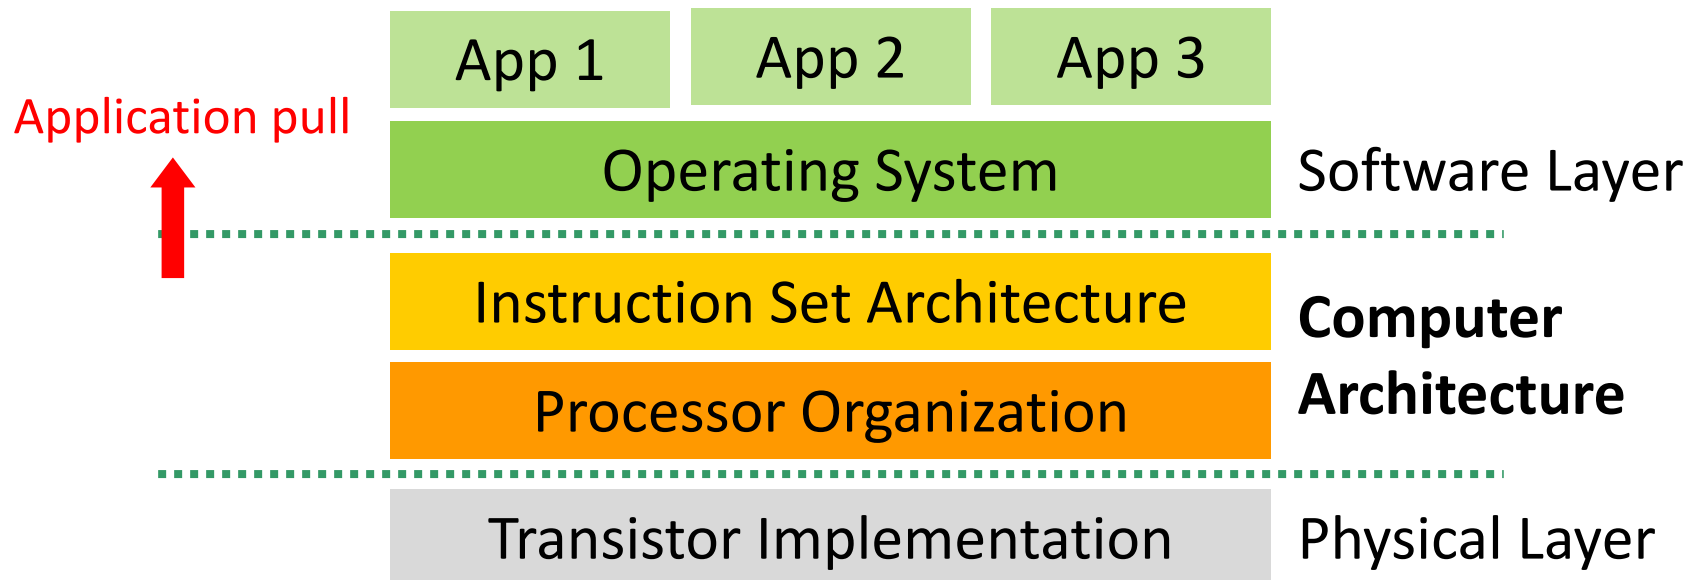 App 1
App 2
App 3
Application pull
Operating System
Software Layer
Instruction Set Architecture
Computer
Architecture
Processor Organization
Transistor Implementation
Physical Layer